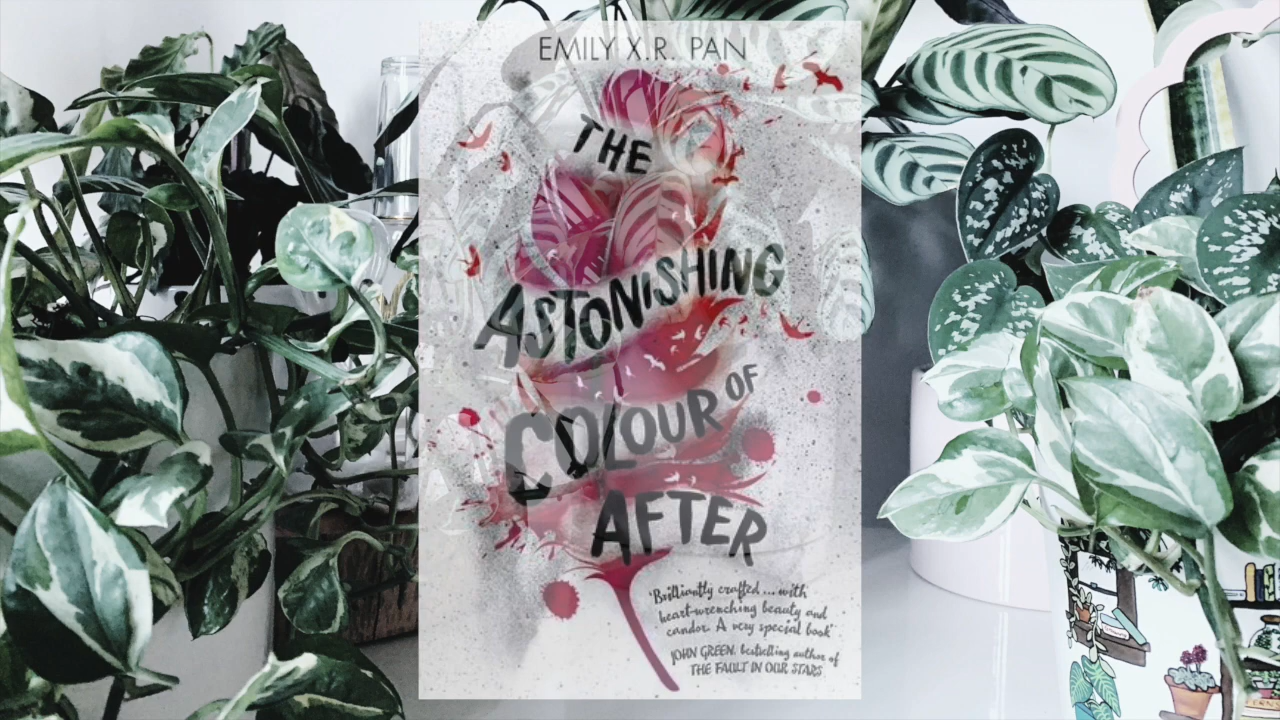 EMILY X.R. PAN
THE
ASTONISHING
COLOUR OF
AFTER
'Brilliantly crafted ... with
heart-wrenching beauty and
candor. A very special book'
JOHN GREEN, bestselling author of
THE FAULT IN OUR STARS